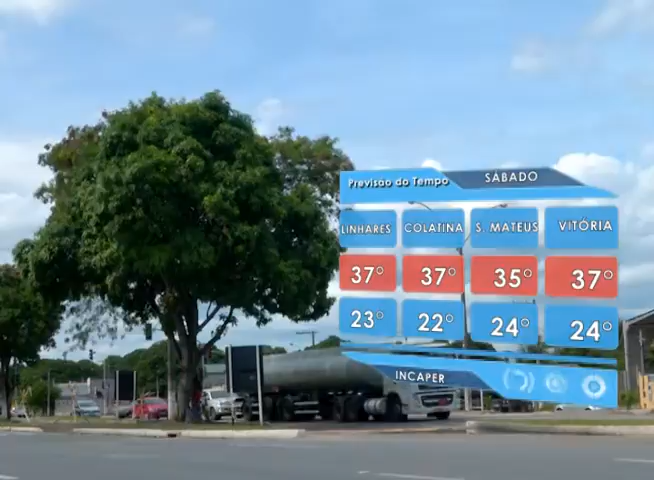 Previsão do Tempo SÁBADO
LINHARES COLATINA S. MATEUS VITÓRIA
37° 37° 35° 37°
23° 22° 24° 24°
INCAPER